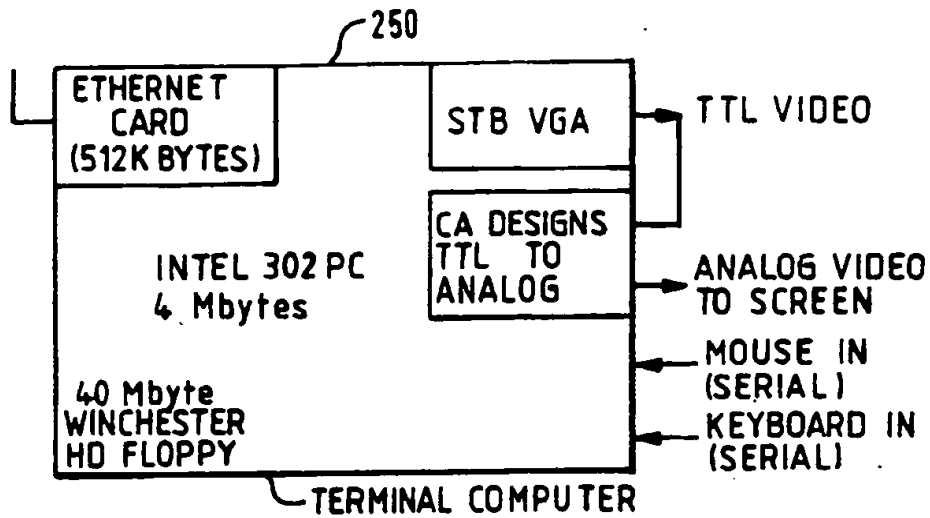 250
ETHERNET
CARD
(512K BYTES)
STB VGA
TTL VIDEO
CA DESIGNS
TTL TO
ANALOG
INTEL 302 PC
4 Mbytes
ANALOG VIDEO
TO SCREEN
MOUSE IN
(SERIAL)
40 Mbyte
WINCHESTER
HD FLOPPY
KEYBOARD IN
(SERIAL)
TERMINAL COMPUTER